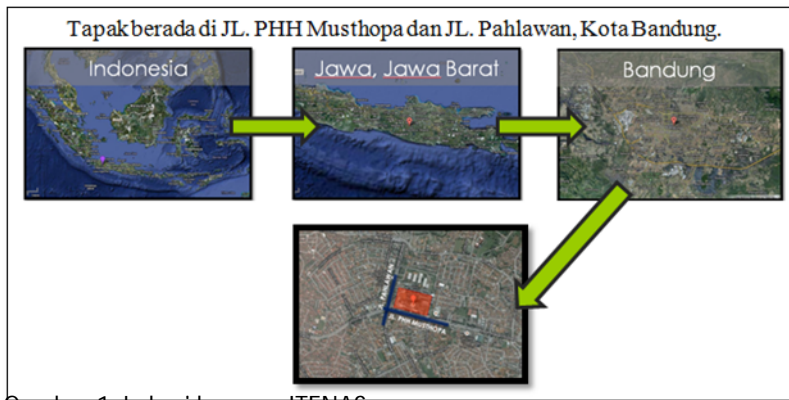 Tapak berada di JL. PHH Musthopa dan JL. Pahlawan, Kota Bandung.
Indonesia
Jawa, Jawa Barat
Bandung
JL. PAHLAWAN
JL. PHH MUSTHOPA